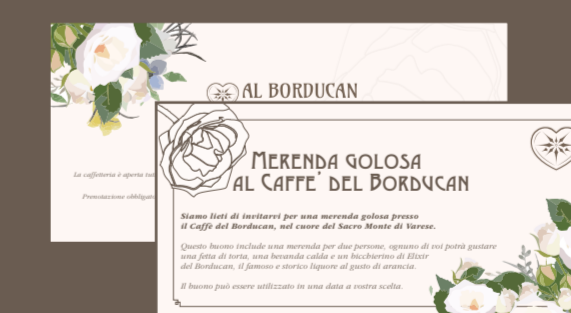 AL BORDUCAN
La caffetteria è aperta tut
Prenotazione obbligato
MERENDA GOLOSA
AL CAFFE' DEL BORDUCAN
Siamo lieti di invitarvi per una merenda golosa presso
il Caffè del Borducan, nel cuore del Sacro Monte di Varese.
Questo buono include una merenda per due persone, ognuno di voi potrà gustare
una fetta di torta, una bevanda calda e un bicchierino di Elixir
del Borducan, il famoso e storico liquore al gusto di arancia.
Il buono può essere utilizzato in una data a vostra scelta.